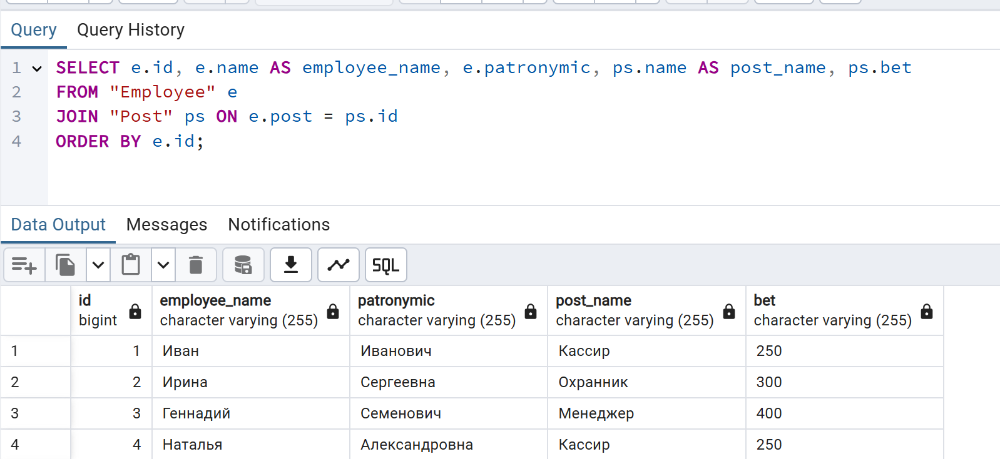 Query Query History
1 SELECT e.id, e.name AS employee_name, e.patronymic, ps.name AS post_name, ps.bet
2 FROM "Employee" e
3 JOIN "Post" ps ON e.post = ps.id
4 ORDER BY e.id;
Data Output Messages Notifications
SQL
id employee_name patronymic post_name bet
bigint character varying (255) character varying (255) character varying (255) character varying (255)
1 1 Иван Иванович Кассир 250
2 2 Ирина Сергеевна Охранник 300
3 3 Геннадий Семенович Менеджер 400
4 4 Наталья Александровна Кассир 250